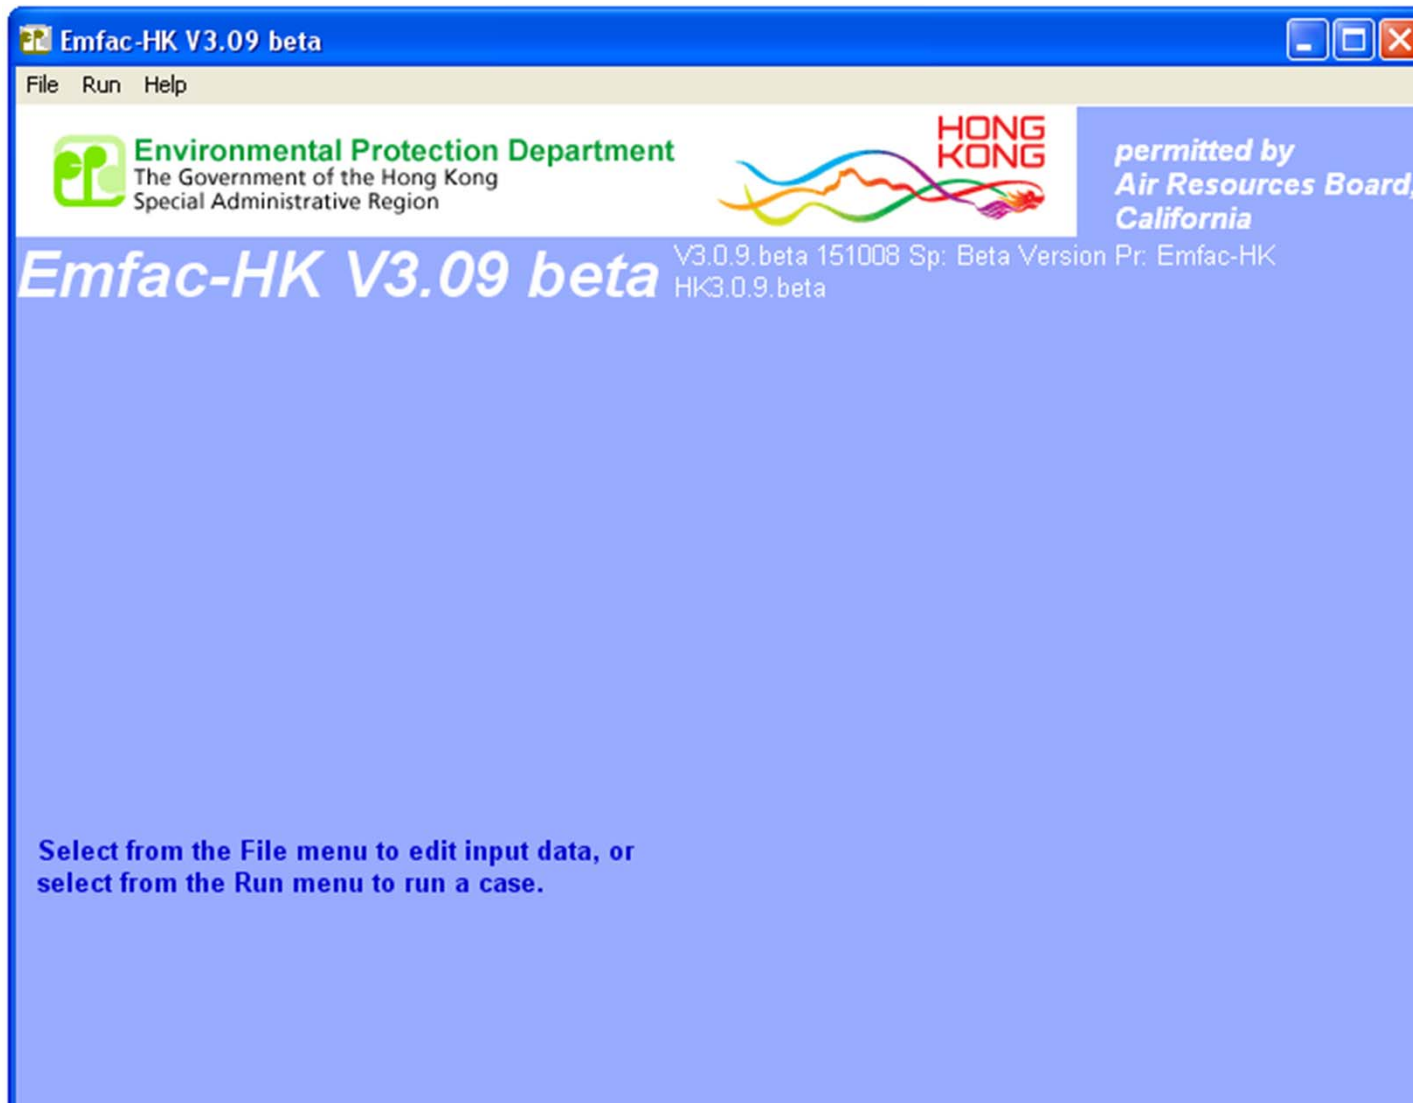 Emfac-HK V3.09 beta
File Run Help
Environmental Protection Department
The Government of the Hong Kong
Special Administrative Region
HONG
KONG
permitted by
Air Resources Board,
California
Emfac-HK V3.09 beta
V3.0.9.beta 151008 Sp: Beta Version Pr: Emfac-HK
HK3.0.9.beta
Select from the File menu to edit input data, or
select from the Run menu to run a case.